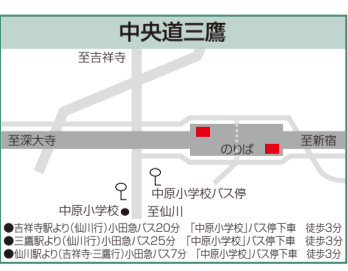 中央道三鷹
至吉祥寺
至深大寺
のりば
至新宿
中原小学校バス停
中原小学校
至仙川
●吉祥寺駅より(仙川行)小田急バス20分 「中原小学校」バス停下車 徒歩3分
●三鷹駅より(仙川行)小田急バス25分 「中原小学校」バス停下車 徒歩3分
●仙川駅より(吉祥寺・三鷹行)小田急バス7分 「中原小学校」バス停下車 徒歩3分